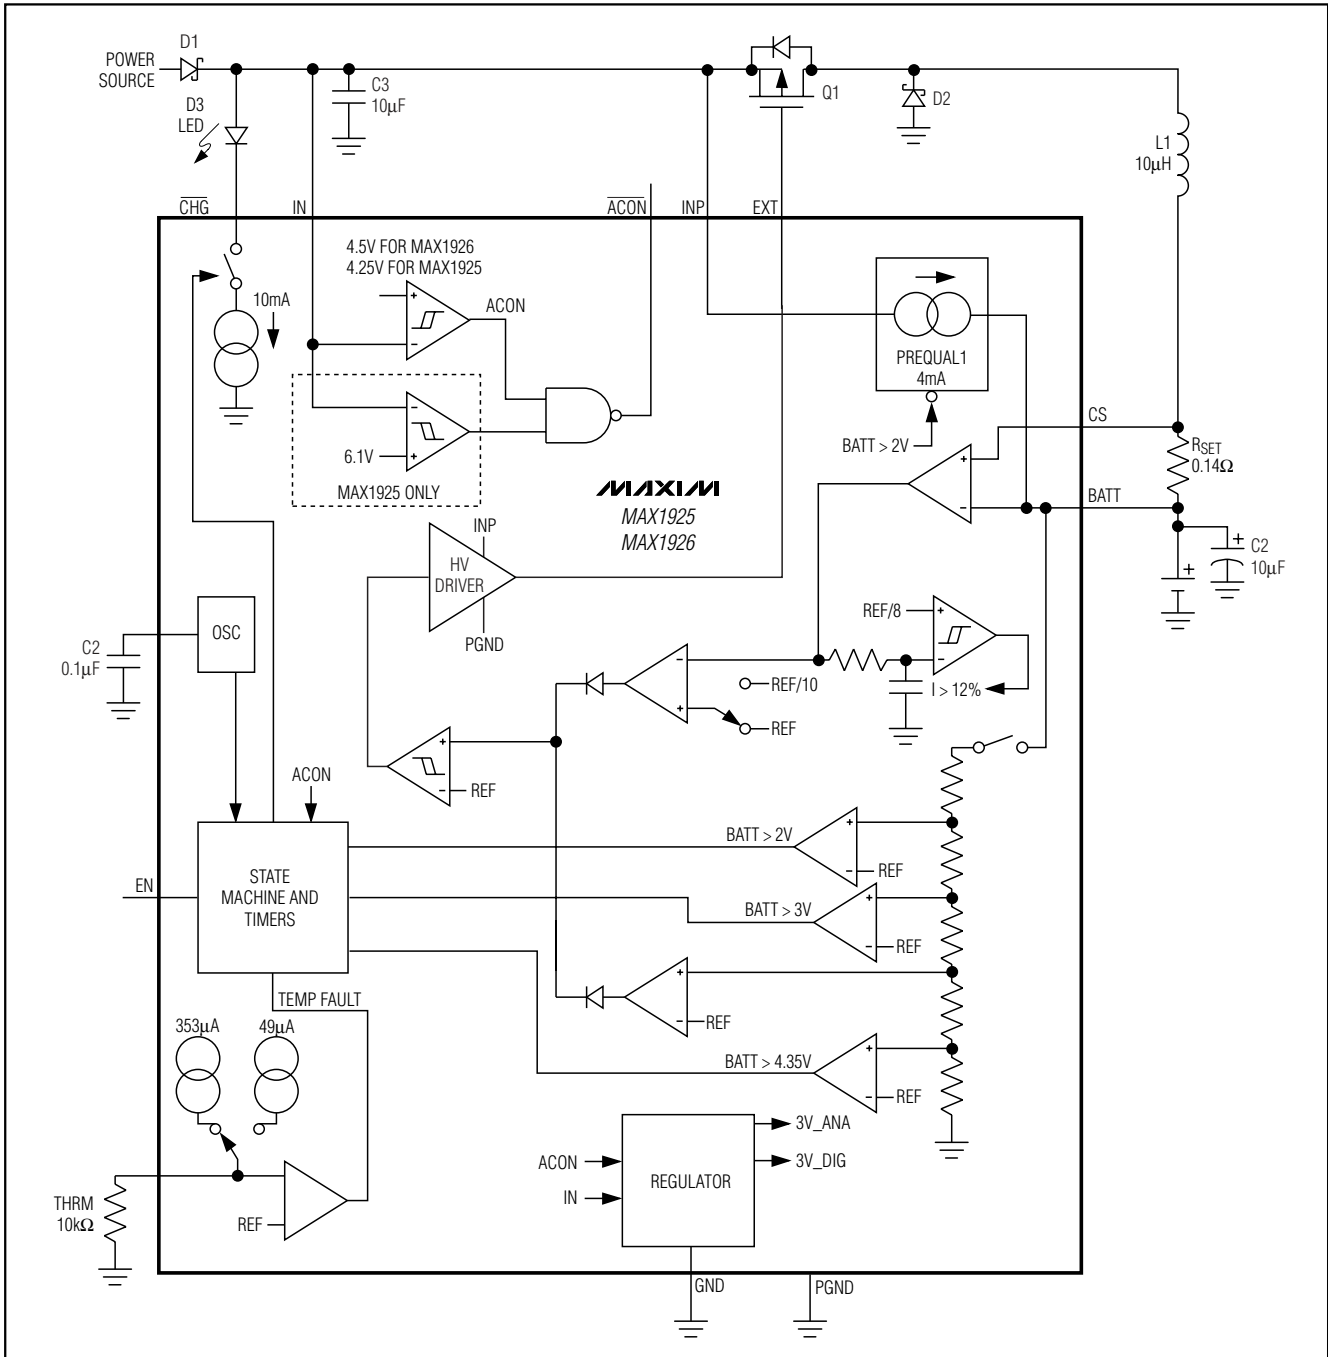 D1
POWER
SOURCE
D3
LED
C3
10µF
Q1
D2
L1
10µH
CHG
IN
ACON
INP
EXT
4.5V FOR MAX1926
4.25V FOR MAX1925
+
−
ACON
10mA
−
+
6.1V
MAX1925 ONLY
PREQUAL1
4mA
BATT > 2V
CS
RSET
0.14Ω
BATT
+
−
MAXIM
MAX1925
MAX1926
INP
HV
DRIVER
PGND
+
+
C2
10µF
OSC
C2
0.1µF
REF/8
+
−
I > 12%
−
+
REF/10
REF
+
−
REF
ACON
STATE
MACHINE AND
TIMERS
EN
BATT > 2V
+
−
REF
BATT > 3V
+
−
REF
+
−
REF
BATT > 4.35V
+
−
REF
TEMP FAULT
353µA
49µA
THRM
10kΩ
REF
ACON
IN
REGULATOR
3V_ANA
3V_DIG
GND
PGND